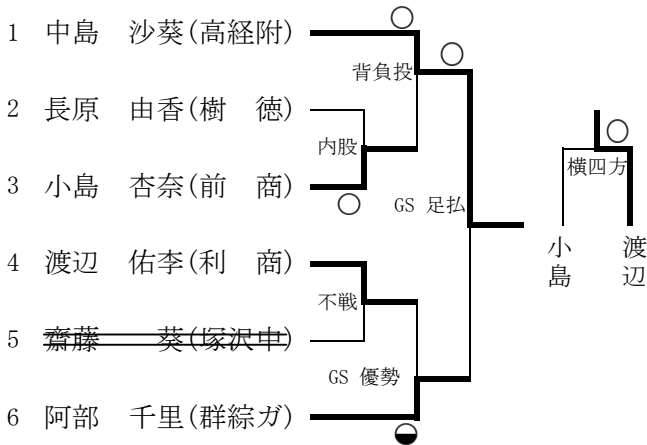 1 中島 沙葵(高経附)
背負投
2 長原 由香(樹 徳)
内股
横四方
3 小島 杏奈(前 商)
GS 足払
小島
渡辺
4 渡辺 佑李(利 商)
不戦
5 齋藤 葵(塚沢中)
GS 優勢
6 阿部 千里(群綜ガ)